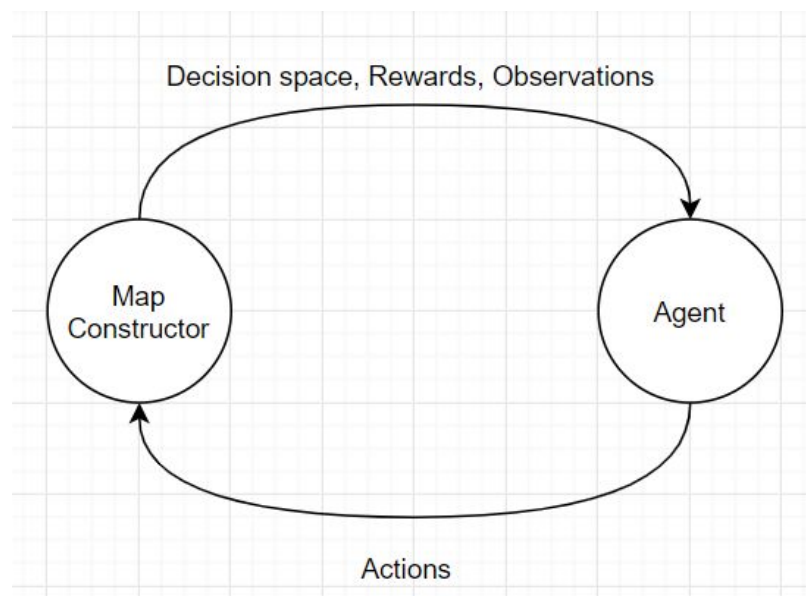 Decision space, Rewards, Observations
Map
Constructor
Agent
Actions